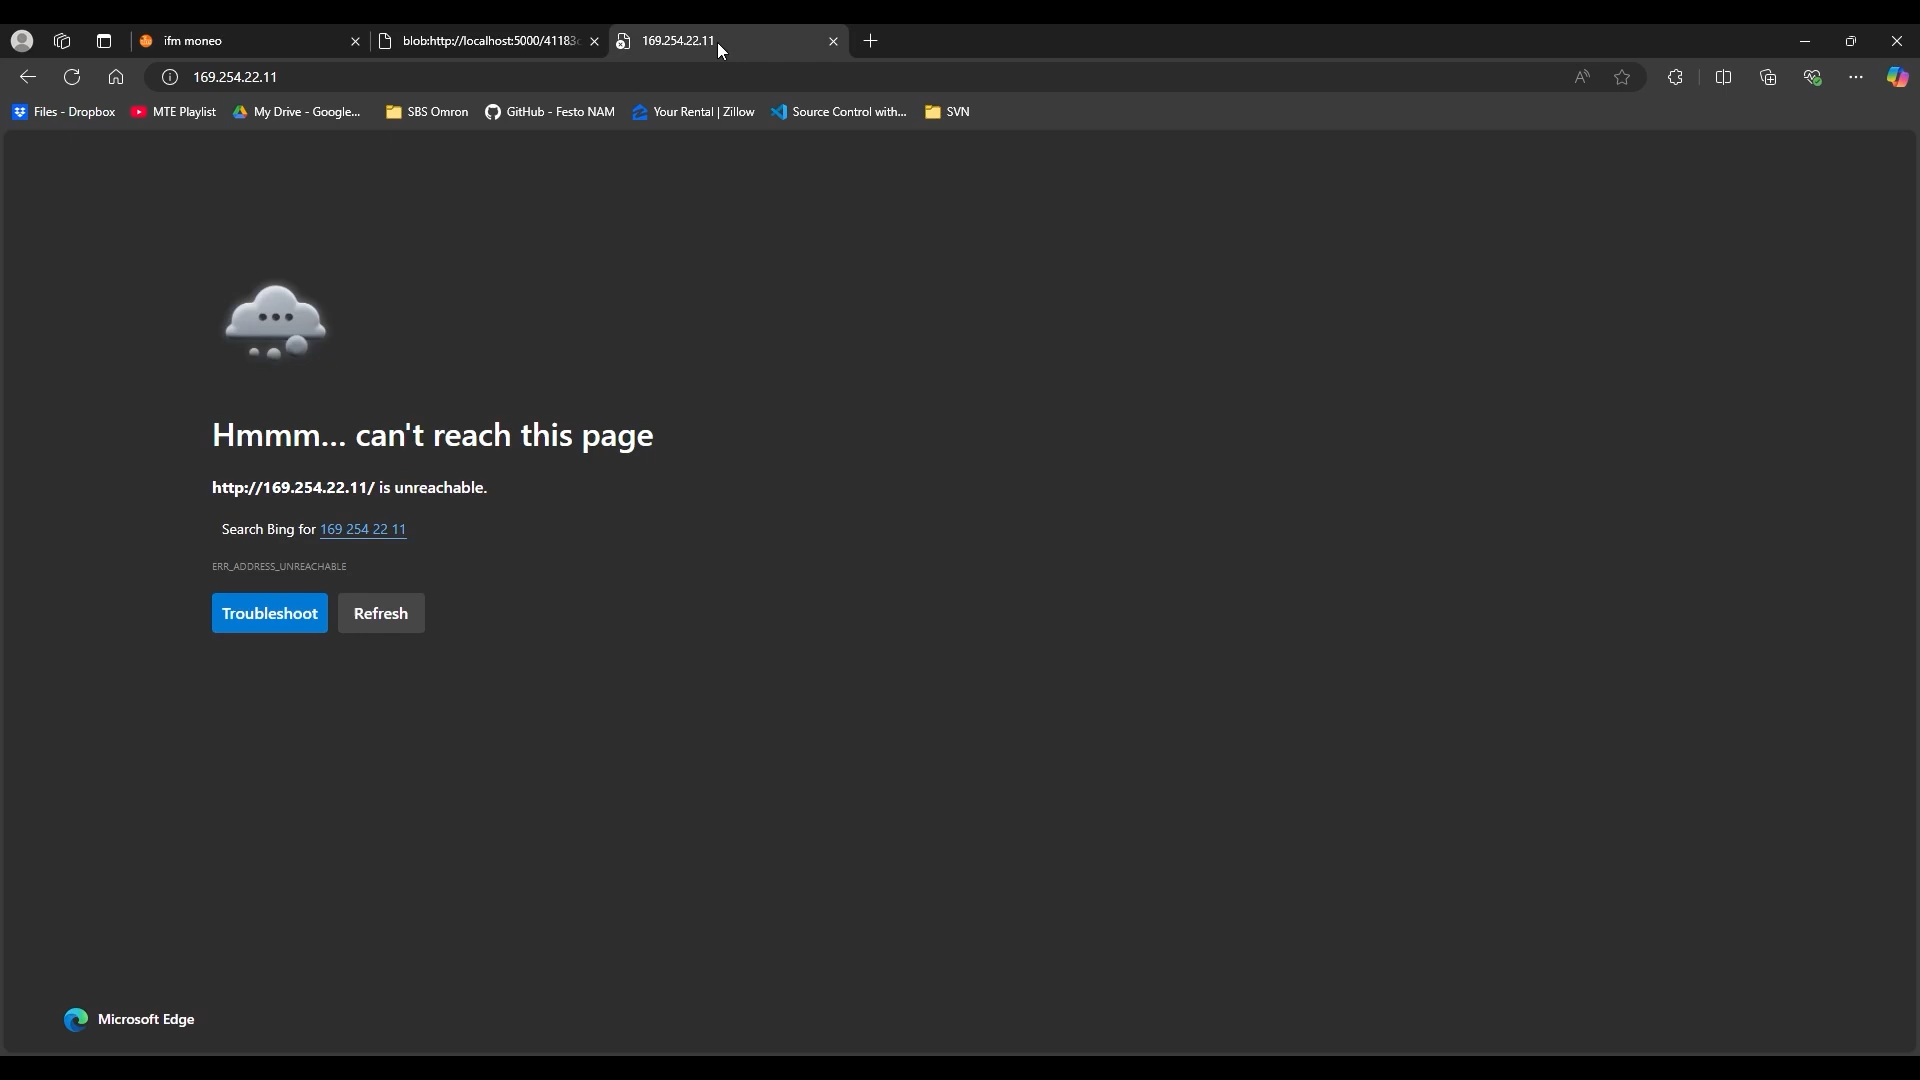 ifm moneo
blob:http://localhost:5000/41183c
169.254.22.11
169.254.22.11
Files - Dropbox
MTE Playlist
My Drive - Google...
SBS Omron
GitHub - Festo NAM
Your Rental | Zillow
Source Control with...
SVN
Hmmm... can't reach this page
http://169.254.22.11/ is unreachable.
Search Bing for 169 254 22 11
ERR_ADDRESS_UNREACHABLE
Troubleshoot
Refresh
Microsoft Edge